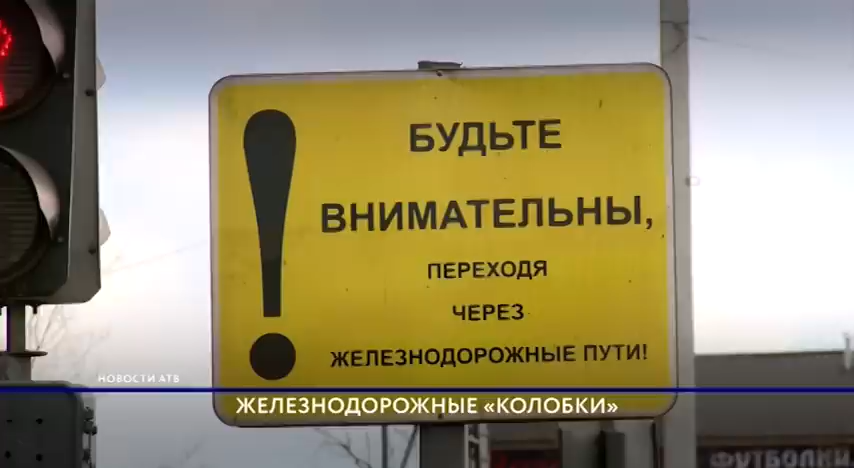 БУДЬТЕ
ВНИМАТЕЛЬНЫ,
ПЕРЕХОДЯ
ЧЕРЕЗ
ЖЕЛЕЗНОДОРОЖНЫЕ ПУТИ!
НОВОСТИ АТВ
ЖЕЛЕЗНОДОРОЖНЫЕ «КОЛОБКИ»
ФУТБОЛКИ